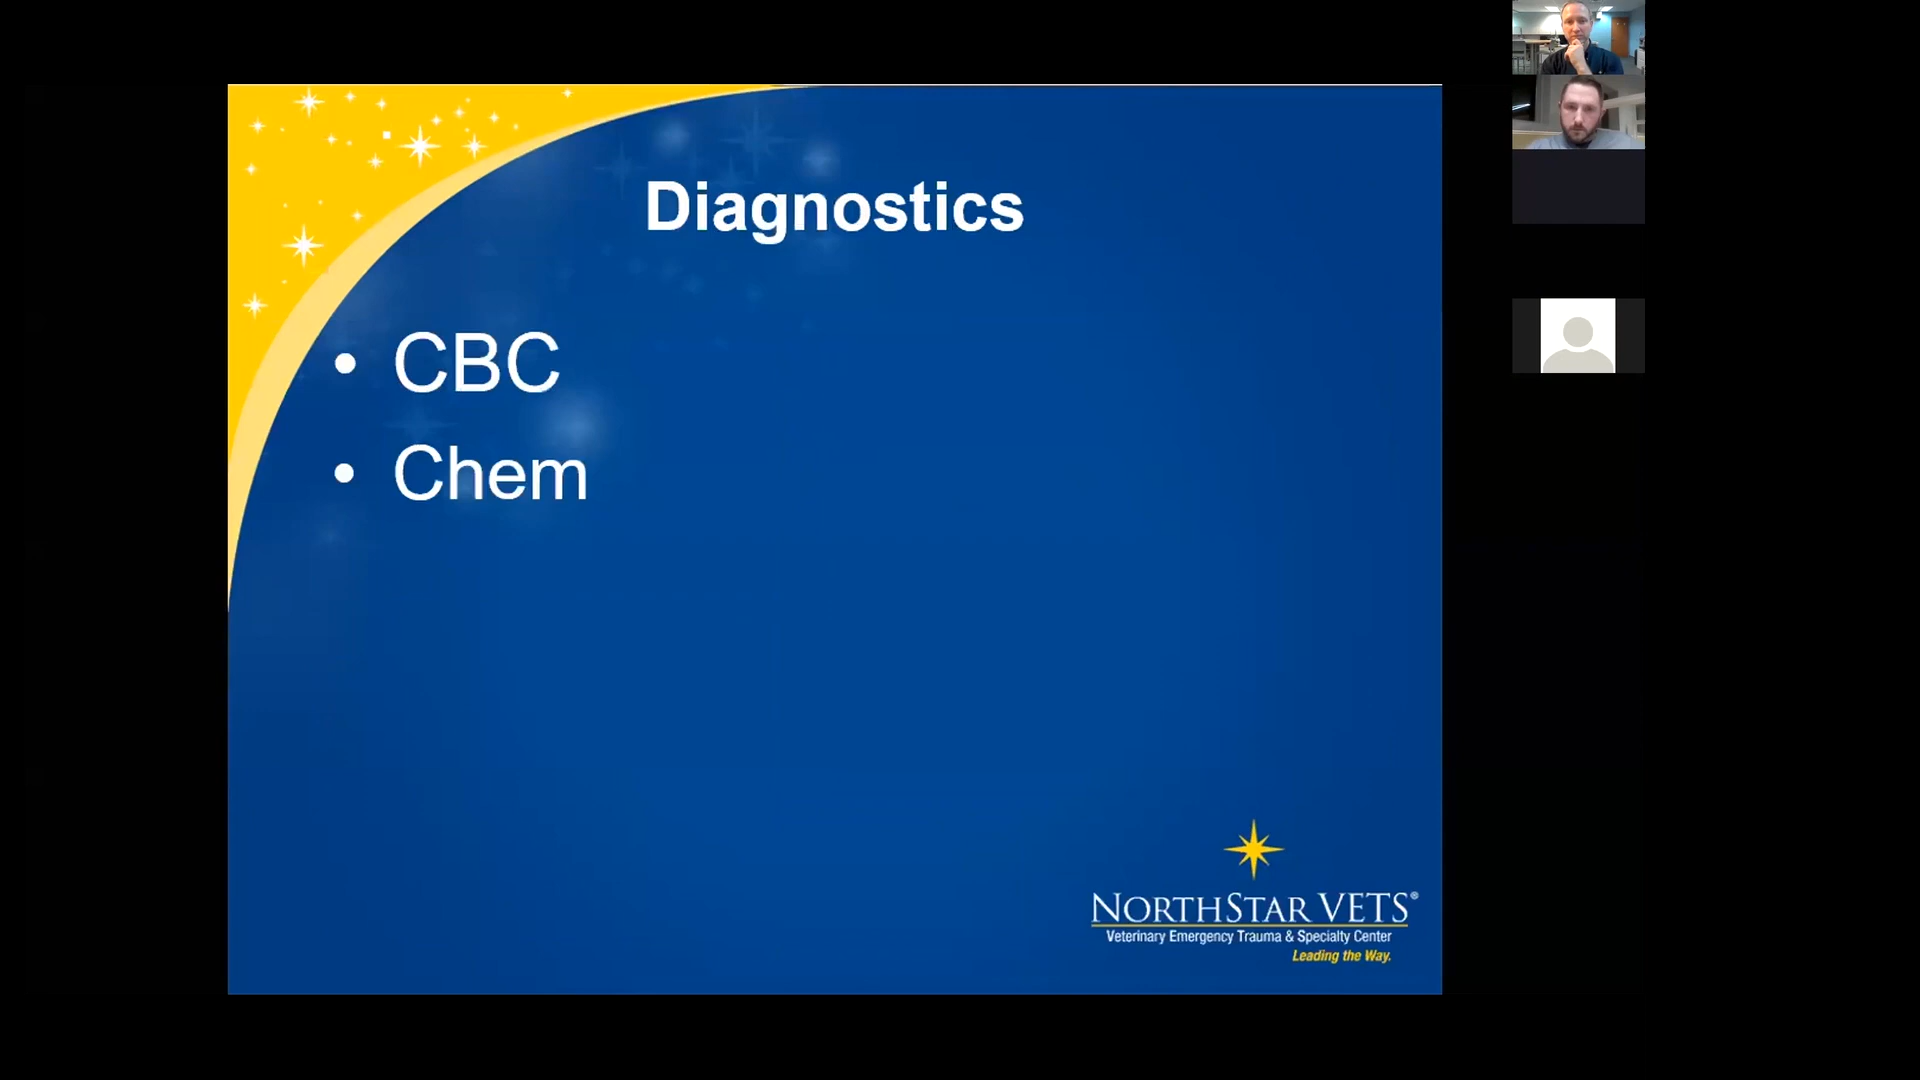 Diagnostics
• CBC
• Chem
NORTHSTAR VETS®
Veterinary Emergency Trauma & Specialty Center
Leading the Way.